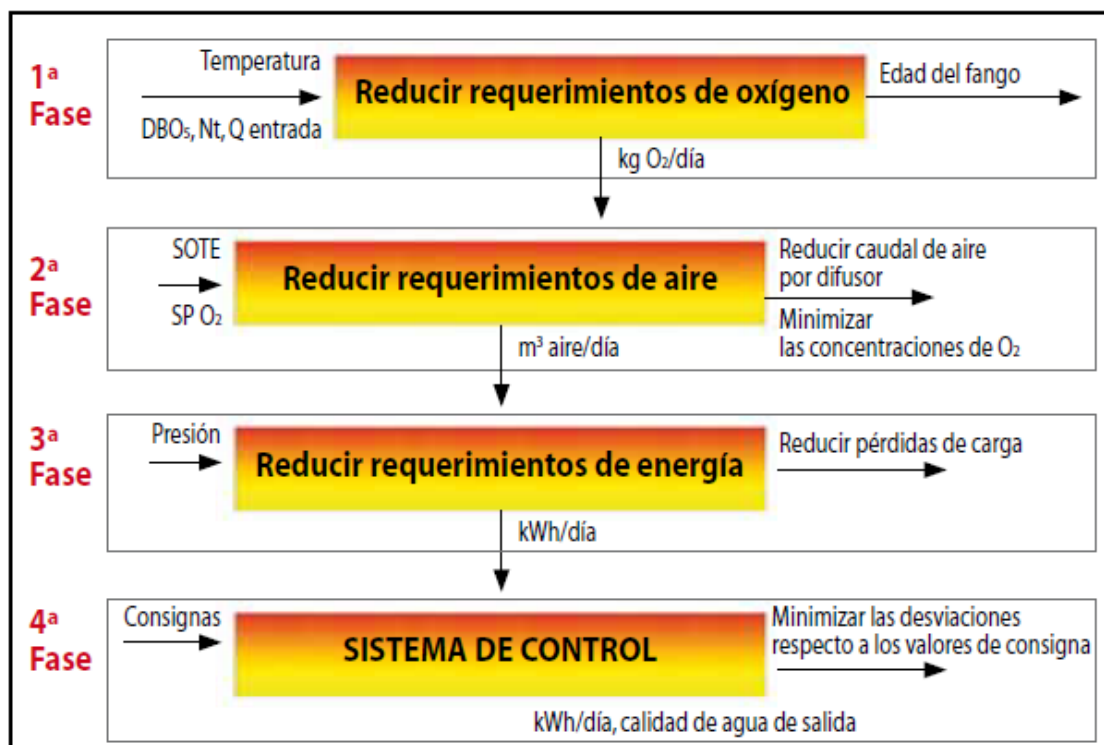 1ª
Fase
Temperatura
DBO₅, Nt, Q entrada
Reducir requerimientos de oxígeno
Edad del fango
kg O₂/día
2ª
Fase
SOTE
SP O₂
Reducir requerimientos de aire
Reducir caudal de aire
por difusor
Minimizar
las concentraciones de O₂
m³ aire/día
3ª
Fase
Presión
Reducir requerimientos de energía
Reducir pérdidas de carga
kWh/día
4ª
Fase
Consignas
SISTEMA DE CONTROL
Minimizar las desviaciones
respecto a los valores de consigna
kWh/día, calidad de agua de salida